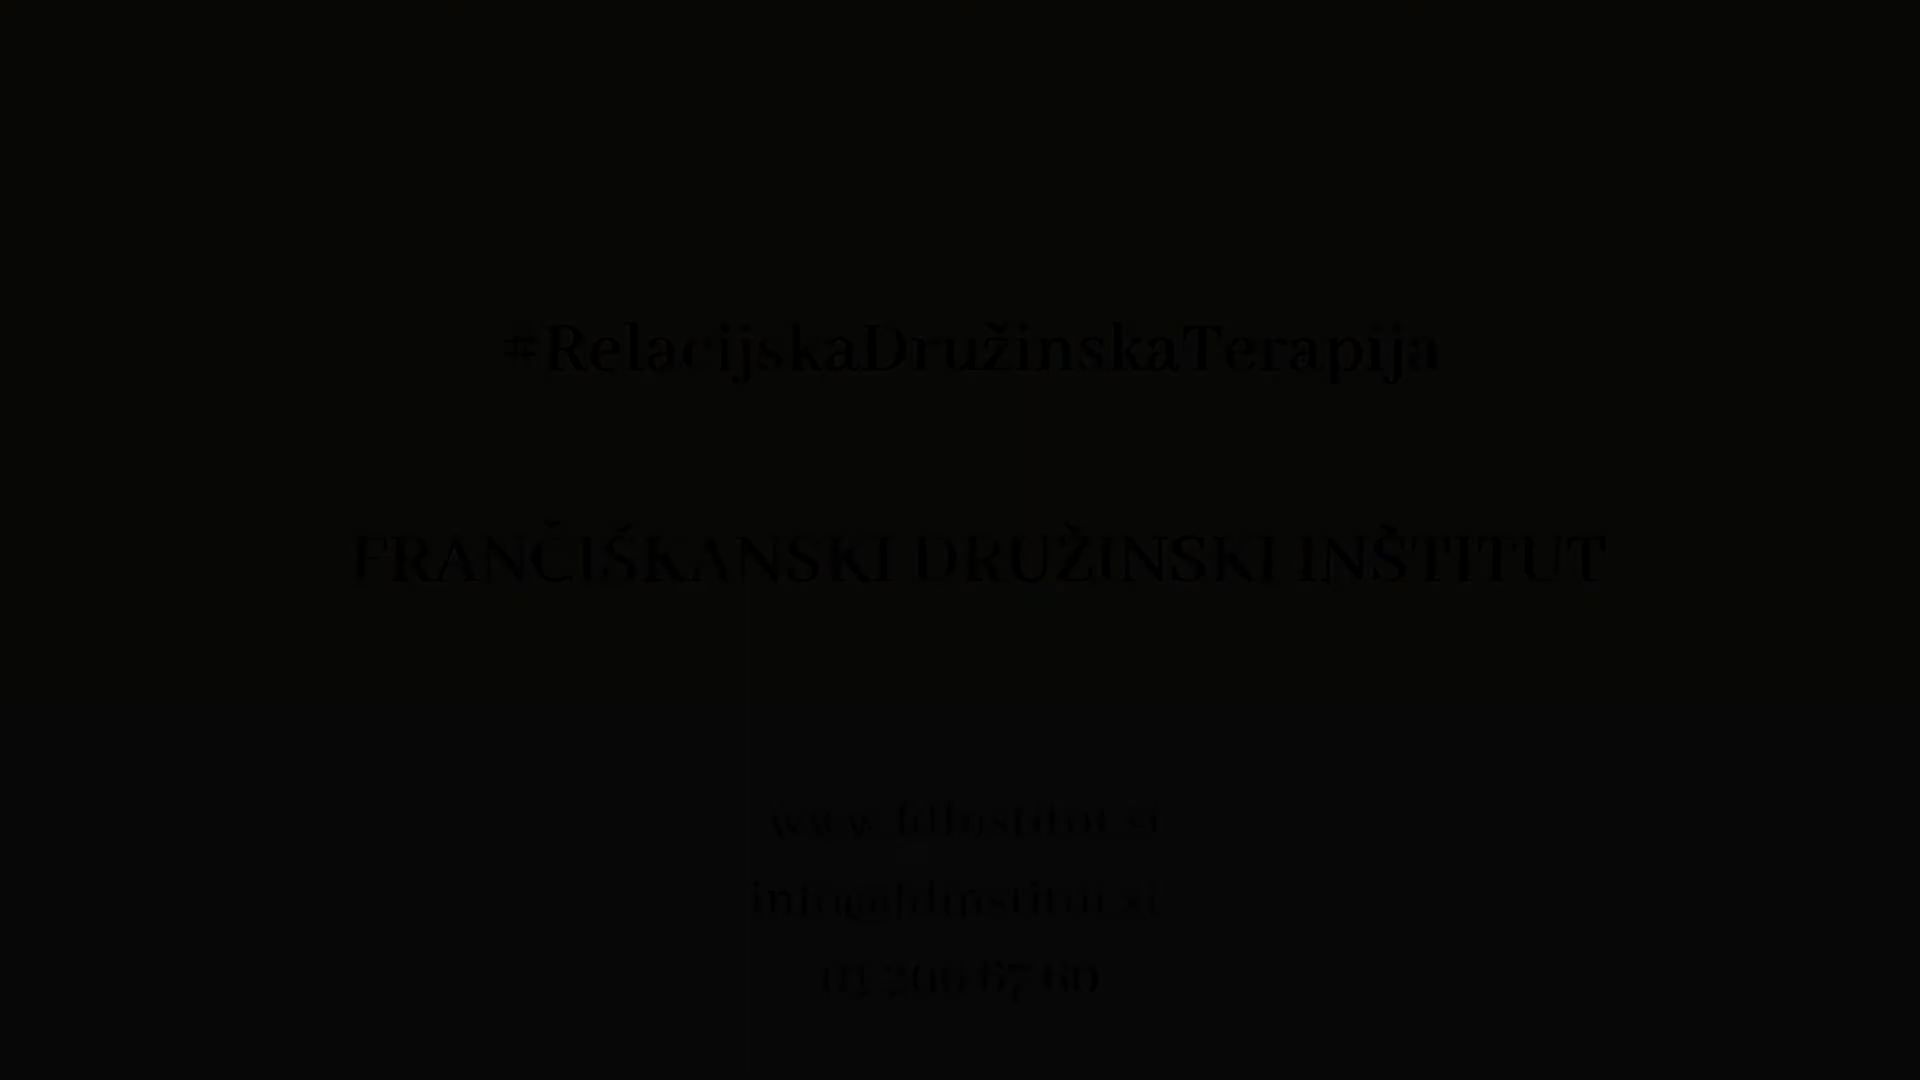 #RelacijskaDružinskaTerapija
FRANČIŠKANSKI DRUŽINSKI INŠTITUT
www.fdinstitut.si
info@fdinstitut.si
01 200 67 60